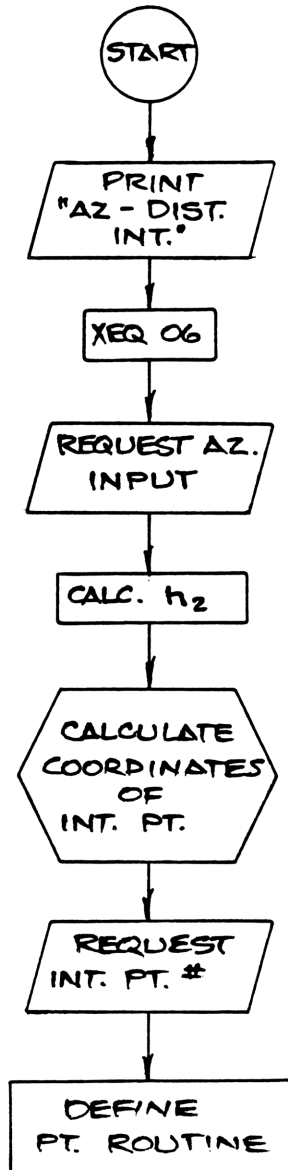 START
PRINT
"AZ - DIST.
INT."
XEQ 06
REQUEST AZ.
INPUT
CALC. h2
CALCULATE
COORDINATES
OF
INT. PT.
REQUEST
INT. PT. #
DEFINE
PT. ROUTINE